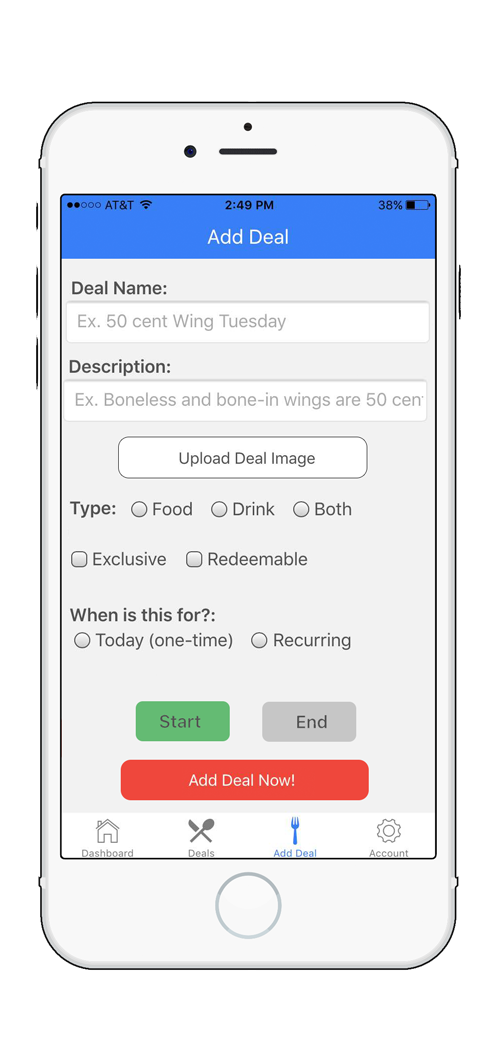 AT&T 2:49 PM 38%
Add Deal
Deal Name:
Ex. 50 cent Wing Tuesday
Description:
Ex. Boneless and bone-in wings are 50 cen
Upload Deal Image
Type: Food Drink Both
Exclusive Redeemable
When is this for?:
Today (one-time) Recurring
Start End
Add Deal Now!
Dashboard Deals Add Deal Account